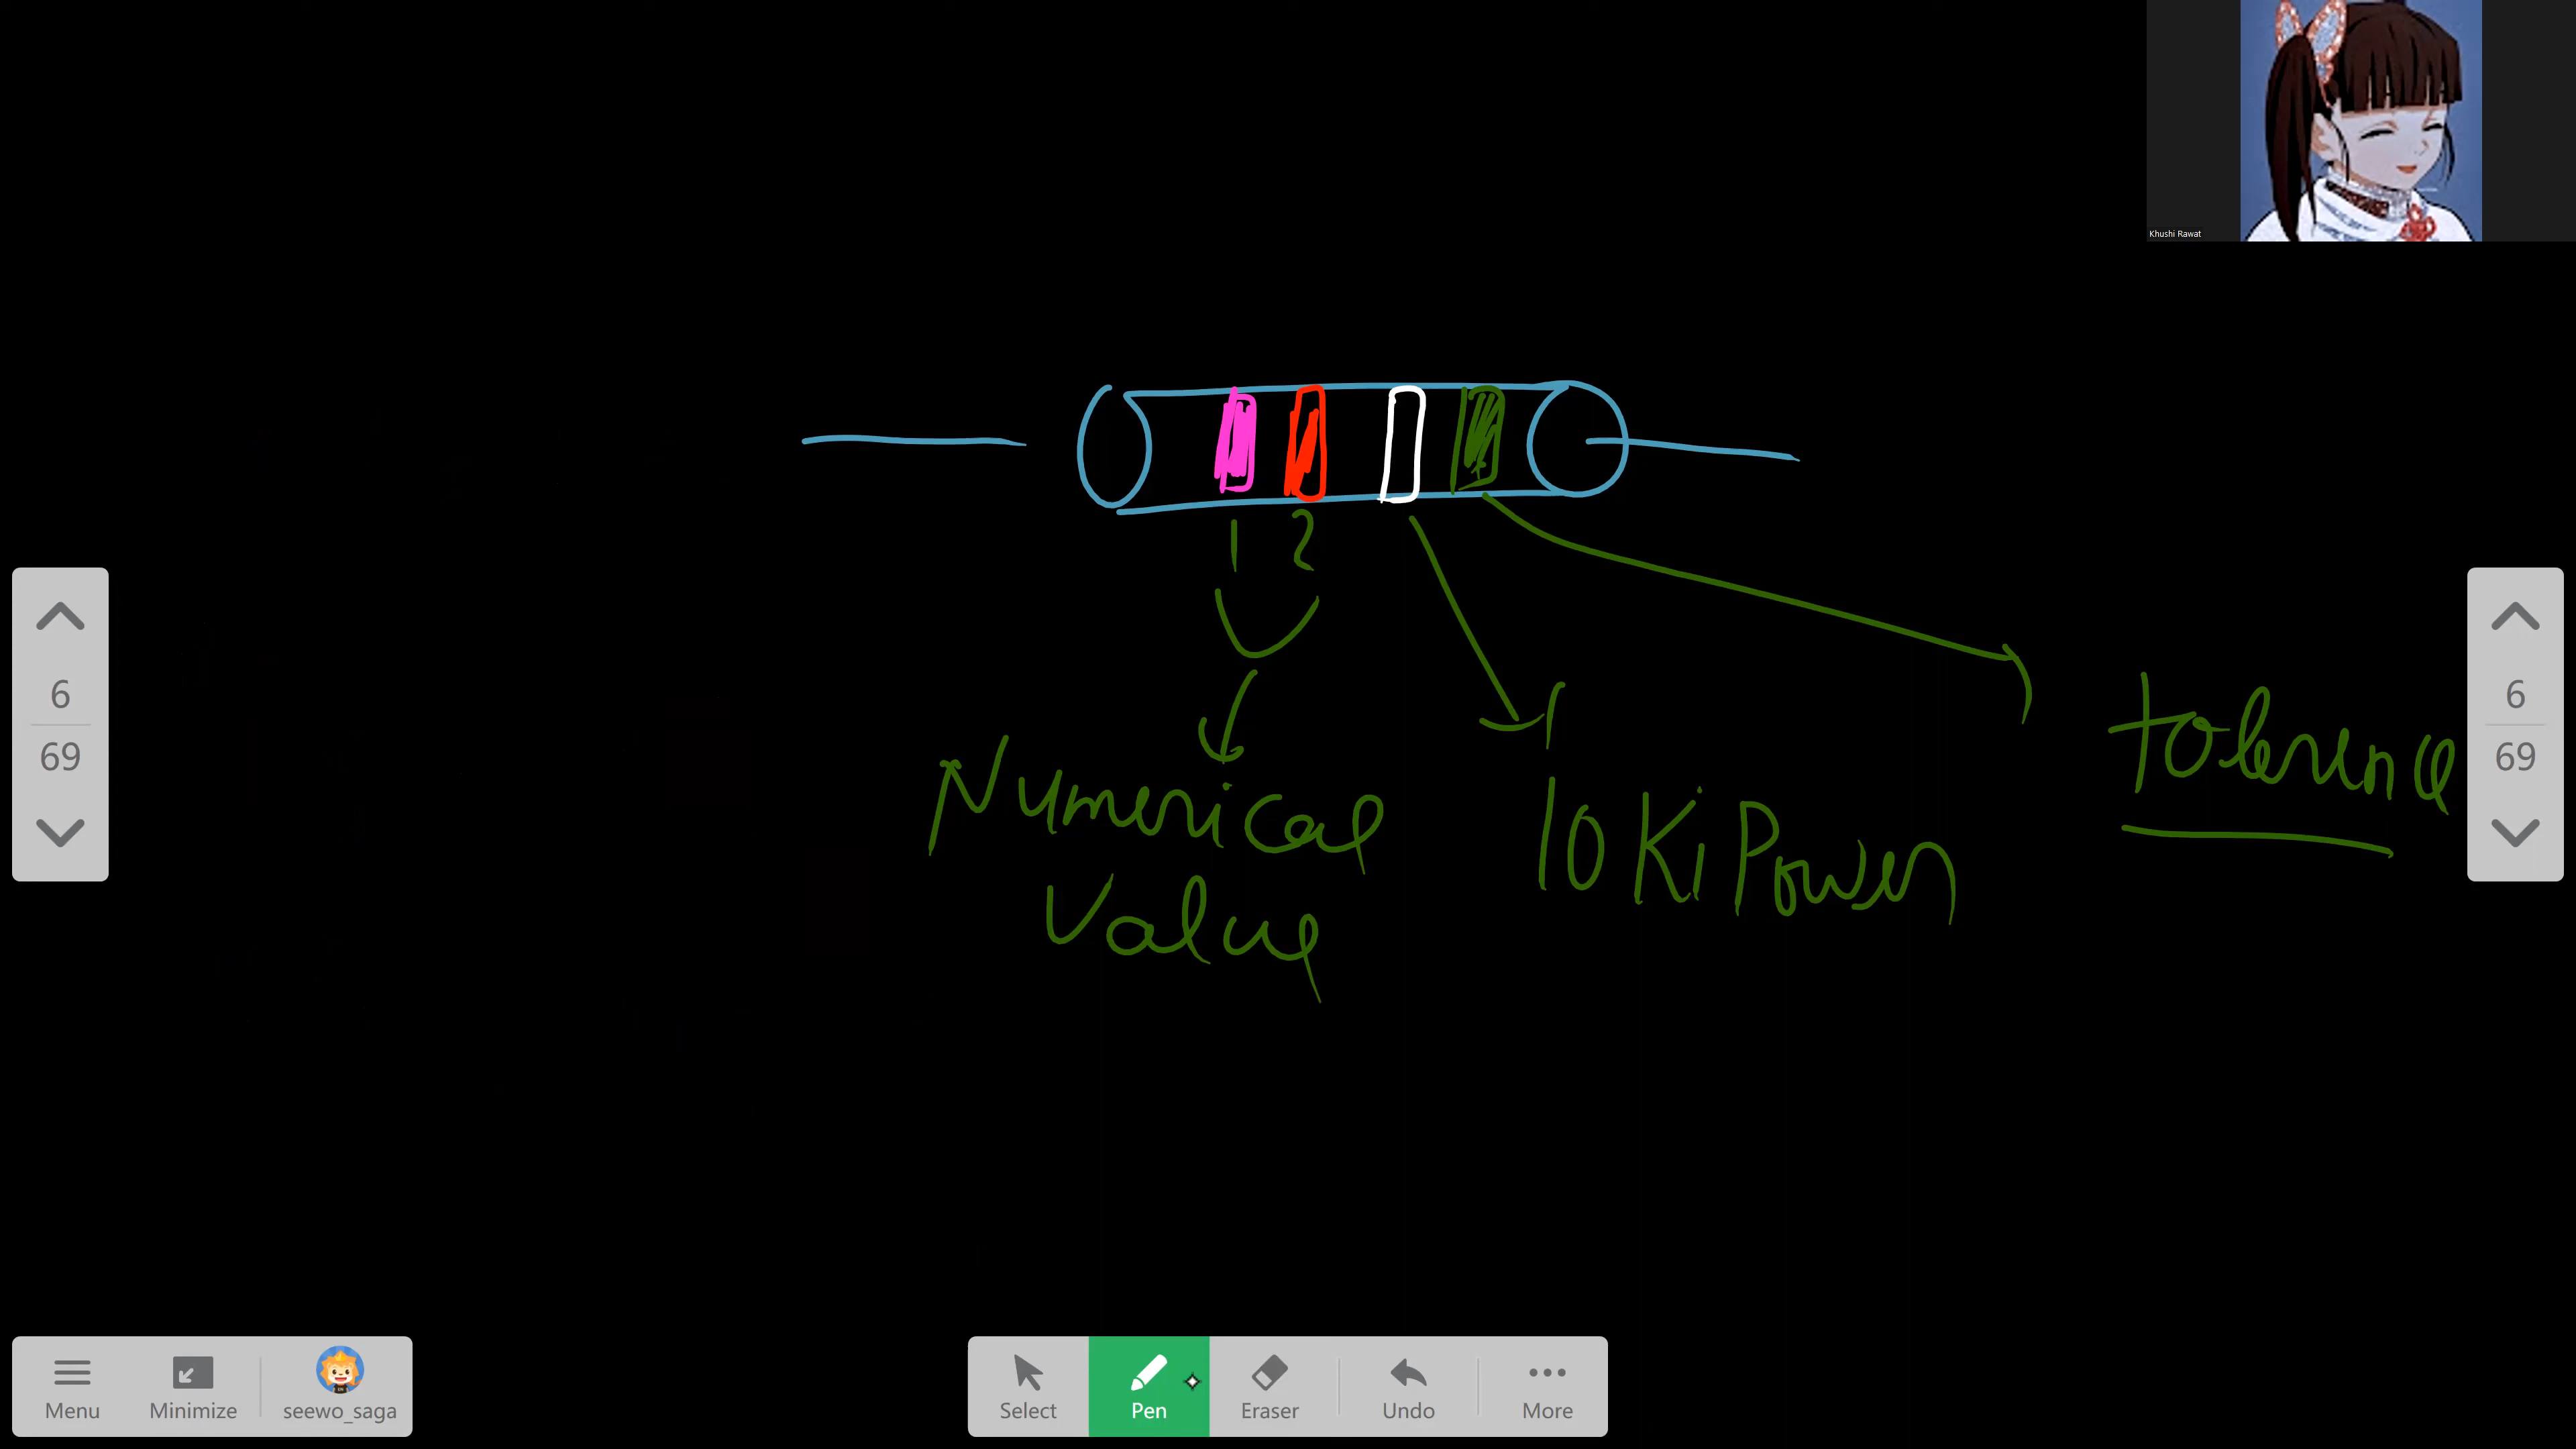 Khushi Rawat
1 2
Numerical
Value
10 Ki Power
tolerence
6
69
6
69
Menu
Minimize
seewo_saga
Select
Pen
Eraser
Undo
More